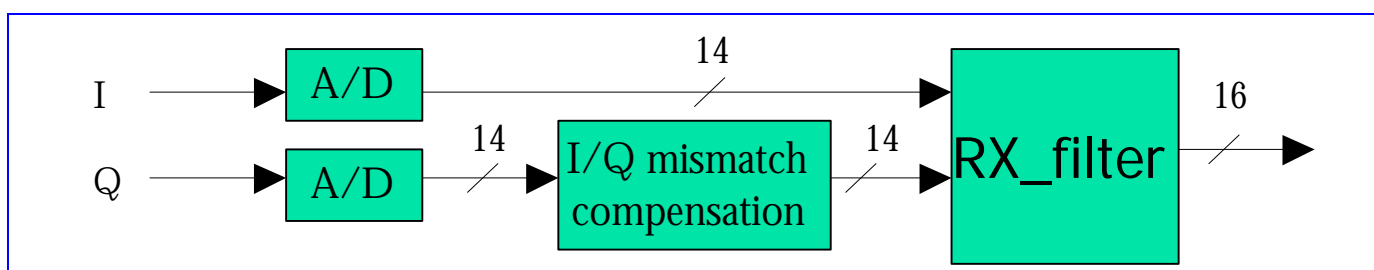 14
I
A/D
16
14
14
RX_filter
I/Q mismatch
compensation
Q
A/D